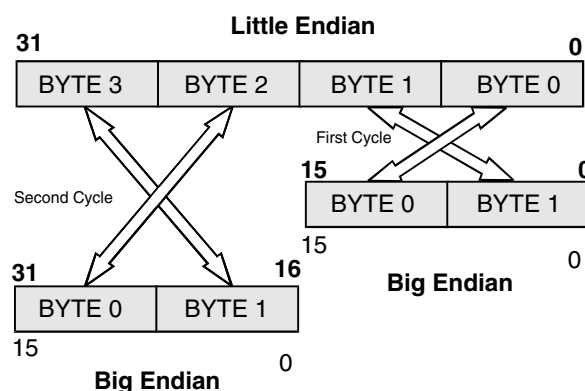 Little Endian
31 0
BYTE 3 BYTE 2 BYTE 1 BYTE 0
First Cycle
15 0
Second Cycle
BYTE 0 BYTE 1
15 0
Big Endian
31 16
BYTE 0 BYTE 1
15 0
Big Endian